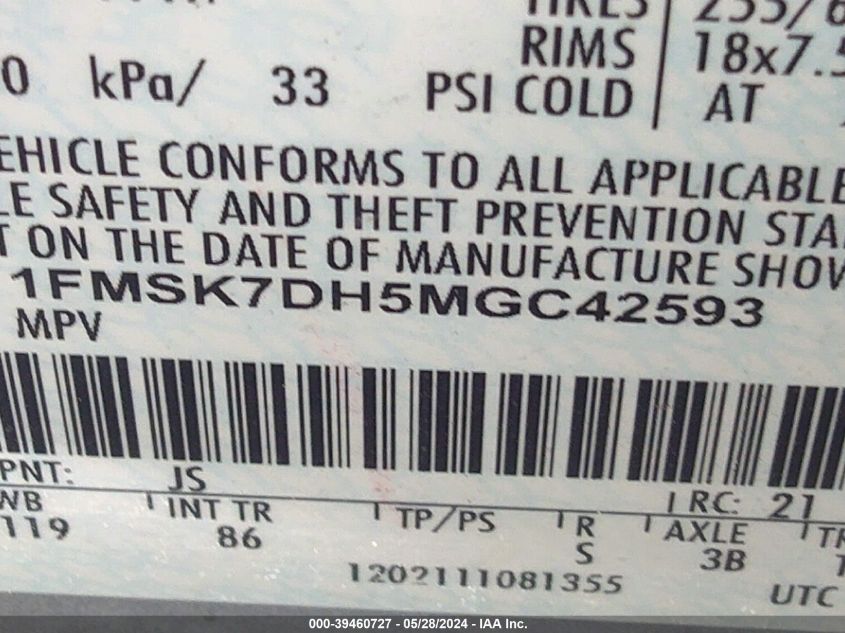 RIMS 18x7.5
0 kPa/ 33 PSI COLD AT
EHICLE CONFORMS TO ALL APPLICABLE
LE SAFETY AND THEFT PREVENTION STA
T ON THE DATE OF MANUFACTURE SHOW
1FMSK7DH5MGC42593
MPV
PNT: JS
RC: 21
WB INT TR TP/PS R S AXLE TR
119 86 3B
1202111081355
UTC
000-39460727 - 05/28/2024 - IAA Inc.